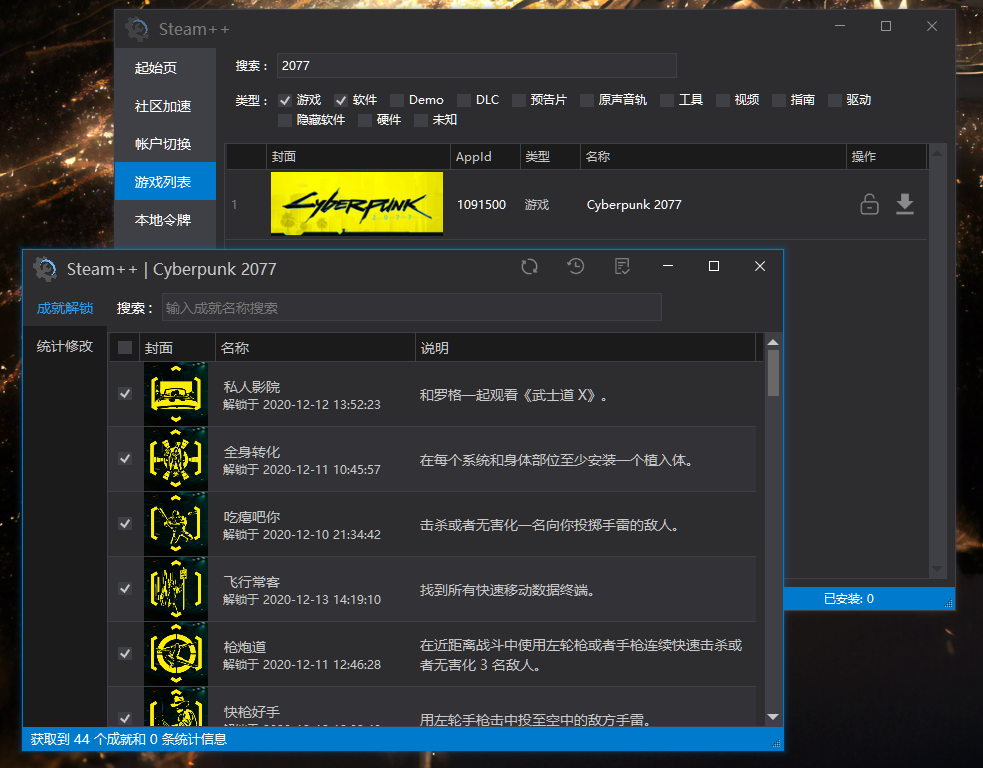 Steam++
起始页
社区加速
帐户切换
游戏列表
本地令牌
搜索： 2077
类型： 游戏 软件 Demo DLC 预告片 原声音轨 工具 视频 指南 驱动
隐藏软件 硬件 未知
封面 AppId 类型 名称 操作
1 CYBERPUNK 2077 1091500 游戏 Cyberpunk 2077
已安装: 0
Steam++ | Cyberpunk 2077
成就解锁
统计修改
搜索： 输入成就名称搜索
封面 名称 说明
私人影院
解锁于 2020-12-12 13:52:23
和罗格一起观看《武士道 X》。
全身转化
解锁于 2020-12-11 10:45:57
在每个系统和身体部位至少安装一个植入体。
吃瘪吧你
解锁于 2020-12-10 21:34:42
击杀或者无害化一名向你投掷手雷的敌人。
飞行常客
解锁于 2020-12-13 14:19:10
找到所有快速移动数据终端。
枪炮道
解锁于 2020-12-11 12:46:28
在近距离战斗中使用左轮枪或者手枪连续快速击杀或
者无害化 3 名敌人。
快枪好手
用左轮手枪击中投至空中的敌方手雷。
获取到 44 个成就和 0 条统计信息